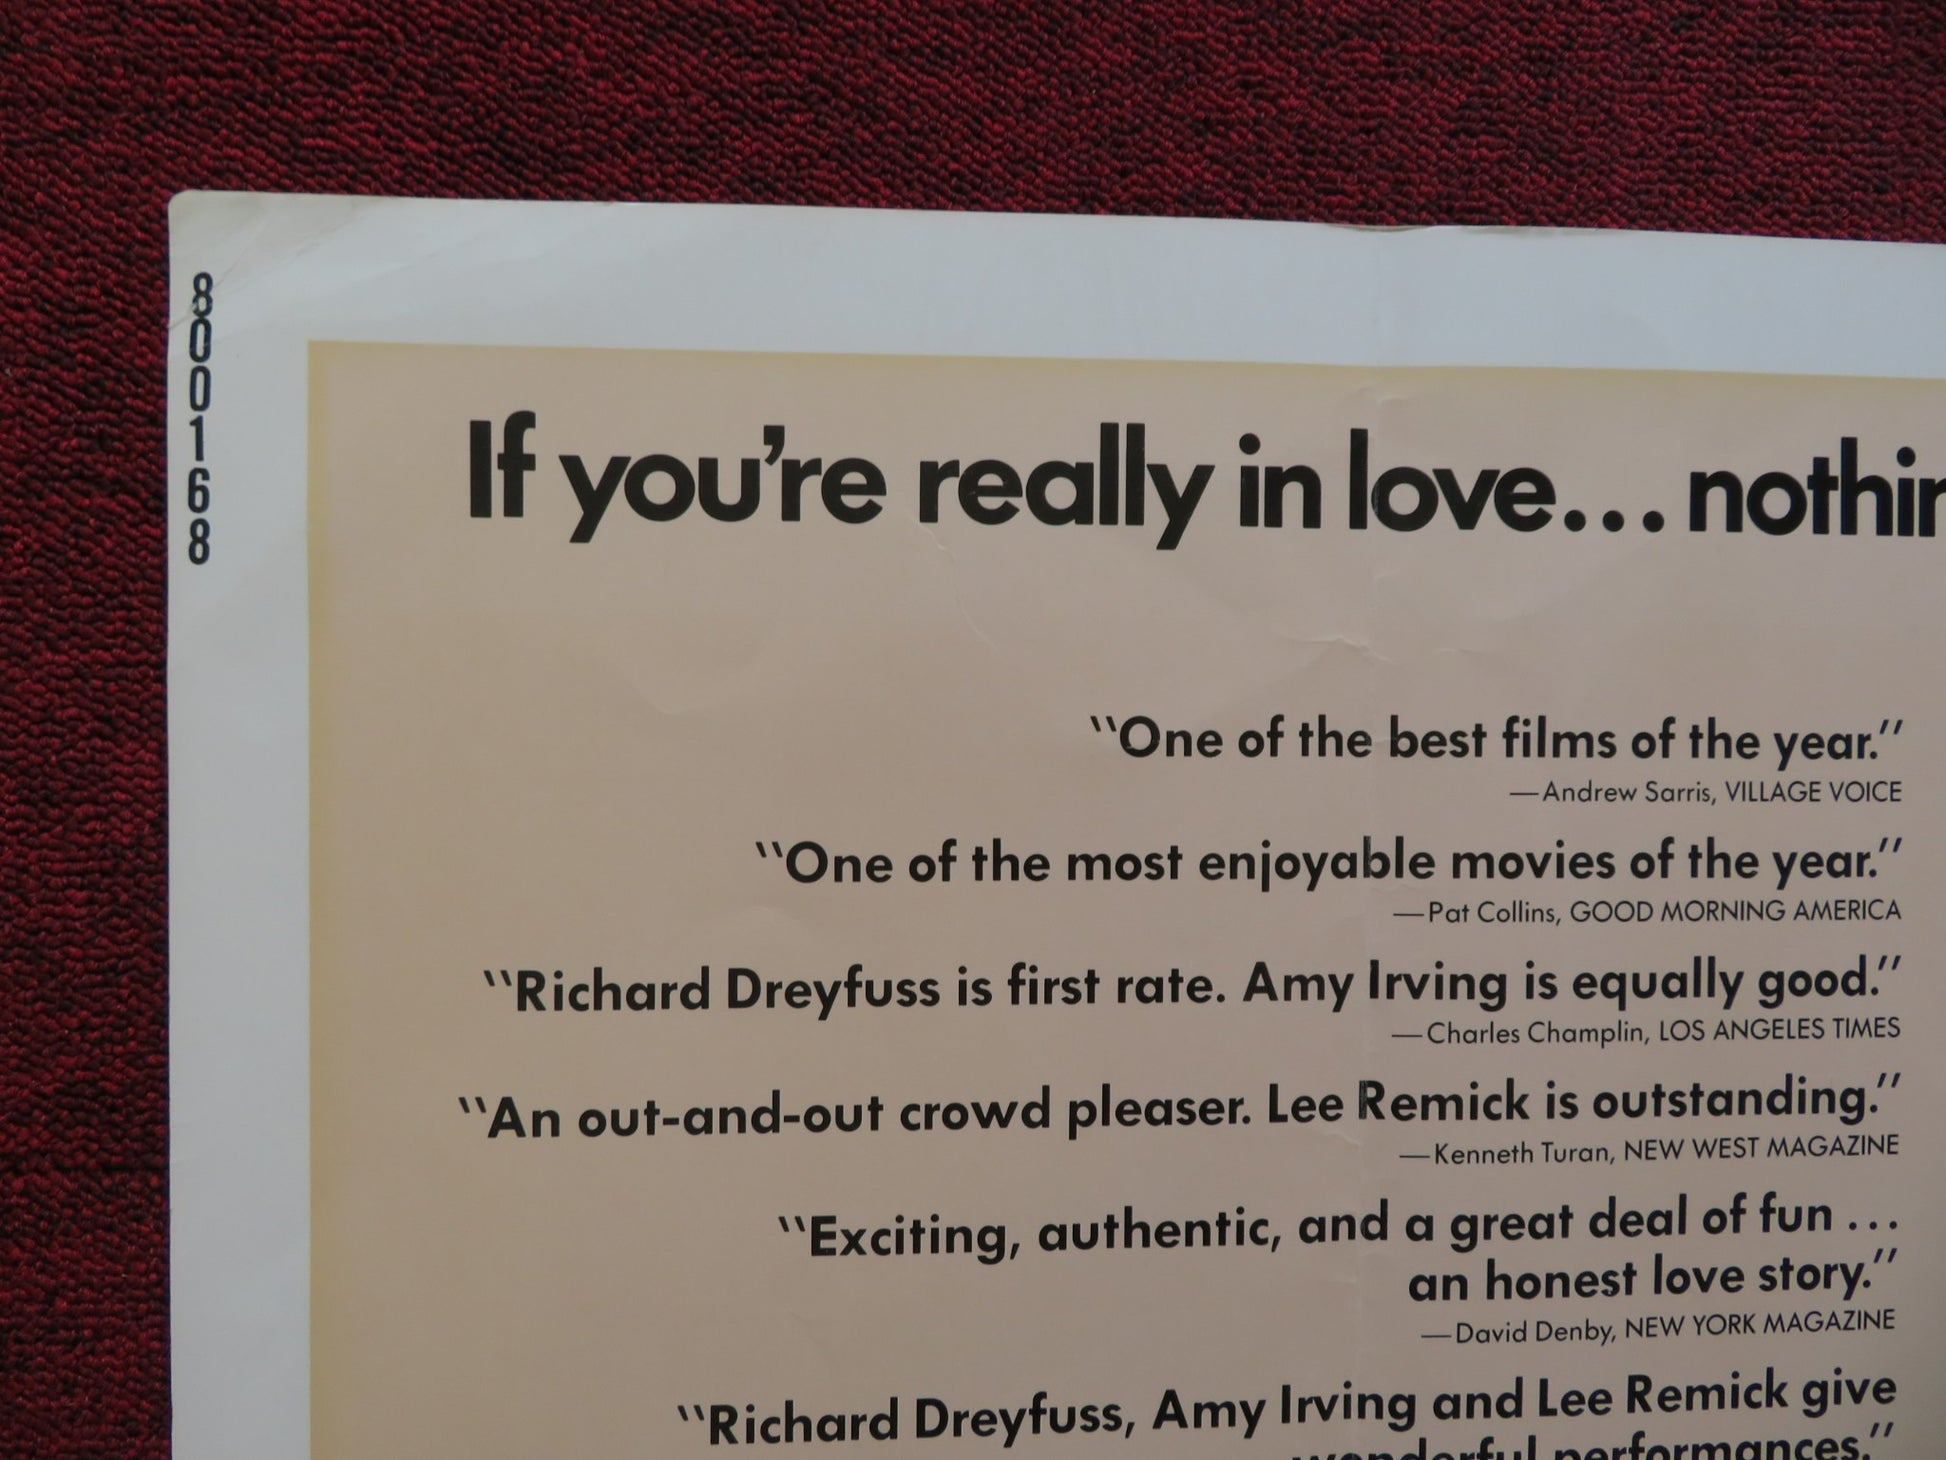 800168
If you're really in love... nothin
"One of the best films of the year."
—Andrew Sarris, VILLAGE VOICE
"One of the most enjoyable movies of the year."
—Pat Collins, GOOD MORNING AMERICA
"Richard Dreyfuss is first rate. Amy Irving is equally good."
—Charles Champlin, LOS ANGELES TIMES
"An out-and-out crowd pleaser. Lee Remick is outstanding."
—Kenneth Turan, NEW WEST MAGAZINE
"Exciting, authentic, and a great deal of fun...
an honest love story."
—David Denby, NEW YORK MAGAZINE
"Richard Dreyfuss, Amy Irving and Lee Remick give
wonderful performances."